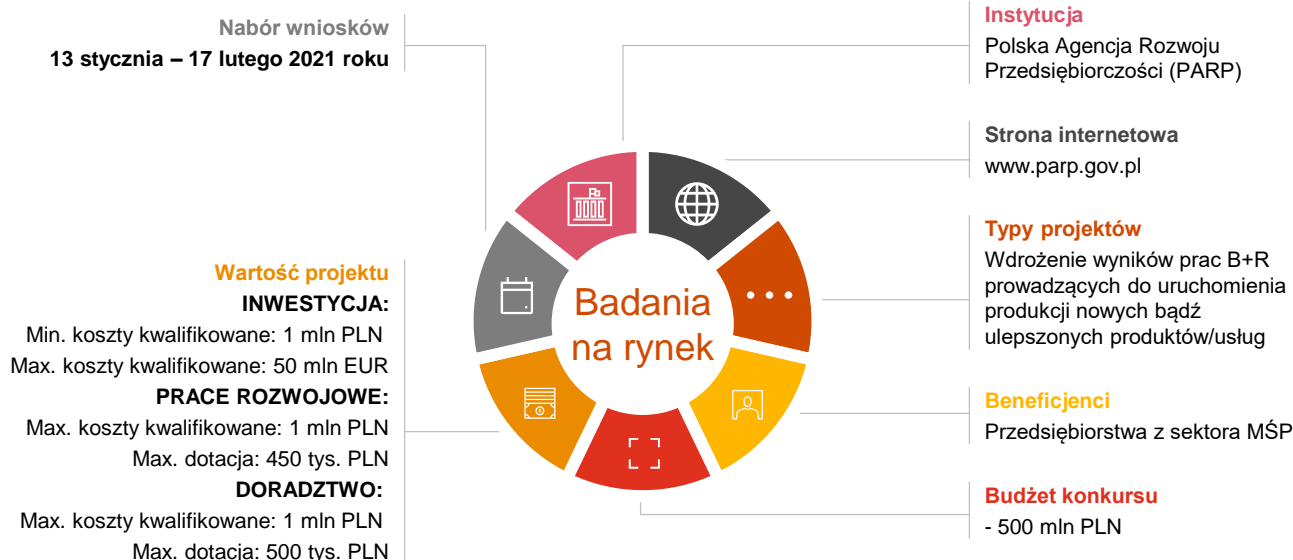 Nabór wniosków
13 stycznia – 17 lutego 2021 roku
Wartość projektu
INWESTYCJA:
Min. koszty kwalifikowane: 1 mln PLN
Max. koszty kwalifikowane: 50 mln EUR
PRACE ROZWOJOWE:
Max. koszty kwalifikowane: 1 mln PLN
Max. dotacja: 450 tys. PLN
DORADZTWO:
Max. koszty kwalifikowane: 1 mln PLN
Max. dotacja: 500 tys. PLN
Badania
na rynek
Instytucja
Polska Agencja Rozwoju
Przedsiębiorczości (PARP)
Strona internetowa
www.parp.gov.pl
Typy projektów
Wdrożenie wyników prac B+R
prowadzących do uruchomienia
produkcji nowych bądź
ulepszonych produktów/usług
Beneficjenci
Przedsiębiorstwa z sektora MŚP
Budżet konkursu
- 500 mln PLN